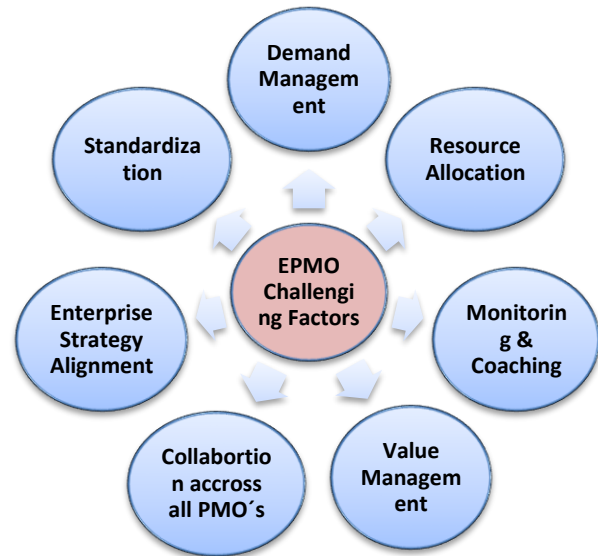 Demand
Managem
ent
Standardiza
tion
Resource
Allocation
EPMO
Challengi
ng Factors
Enterprise
Strategy
Alignment
Monitorin
g &
Coaching
Collabortio
n accross
all PMO´s
Value
Managem
ent